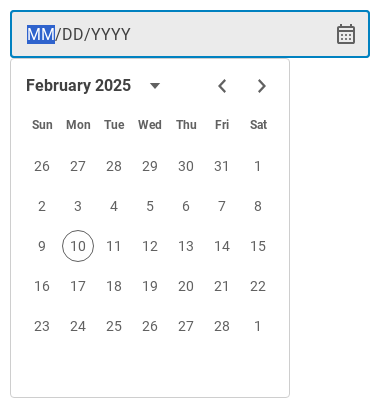 MM/DD/YYYY
February 2025
Sun Mon Tue Wed Thu Fri Sat
26 27 28 29 30 31 1
2 3 4 5 6 7 8
9 10 11 12 13 14 15
16 17 18 19 20 21 22
23 24 25 26 27 28 1